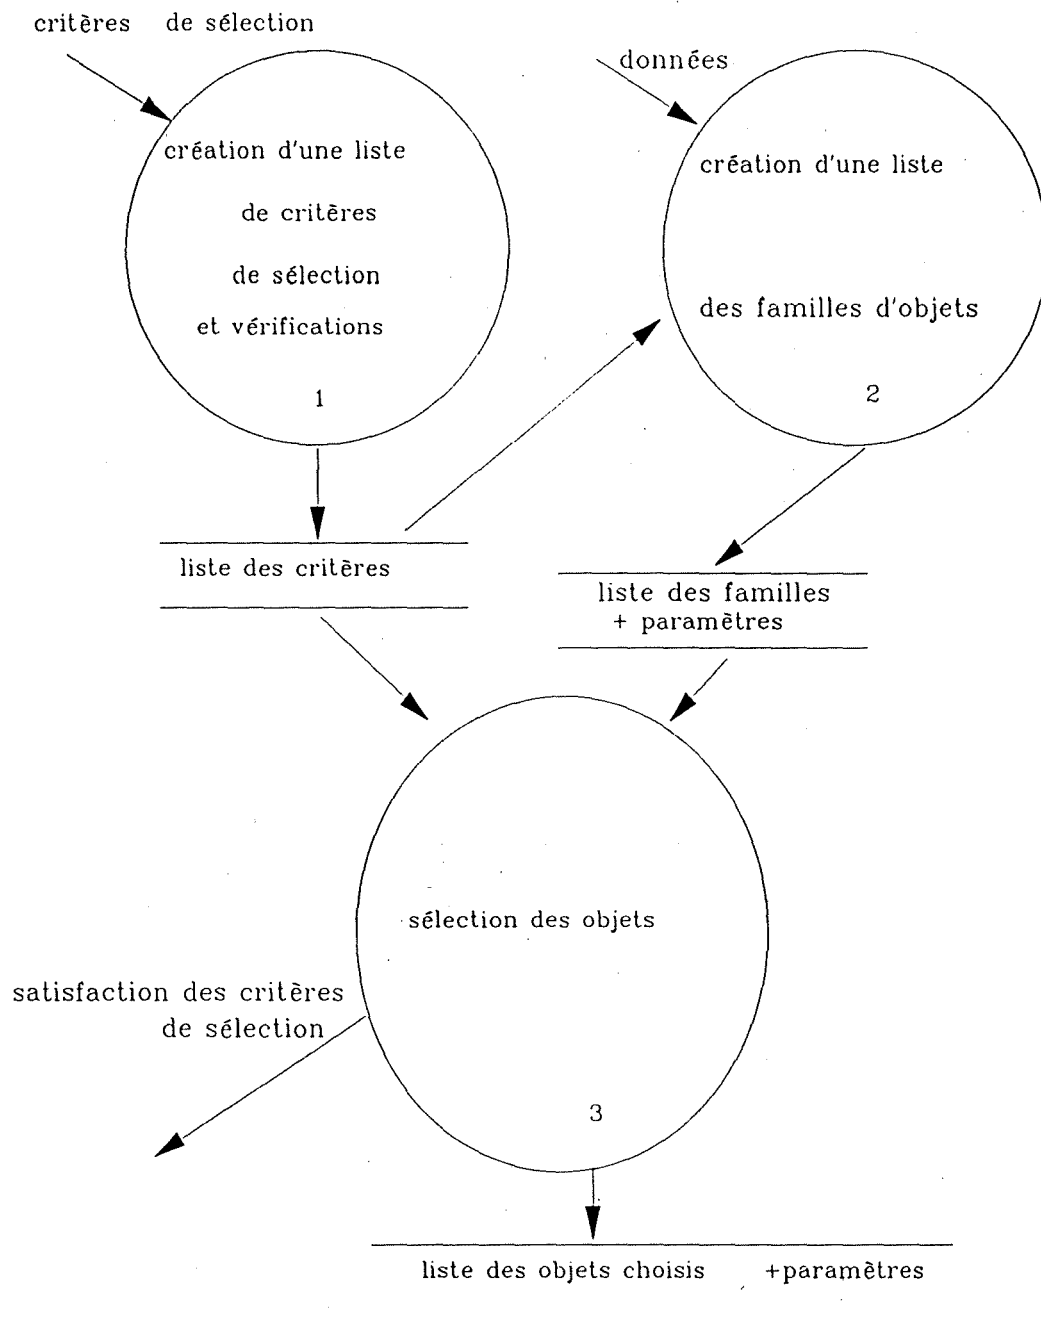 critères de sélection
données
création d'une liste
de critères
de sélection
et vérifications
1
création d'une liste
des familles d'objets
2
liste des critères
liste des familles
+ paramètres
sélection des objets
satisfaction des critères
de sélection
3
liste des objets choisis +paramètres